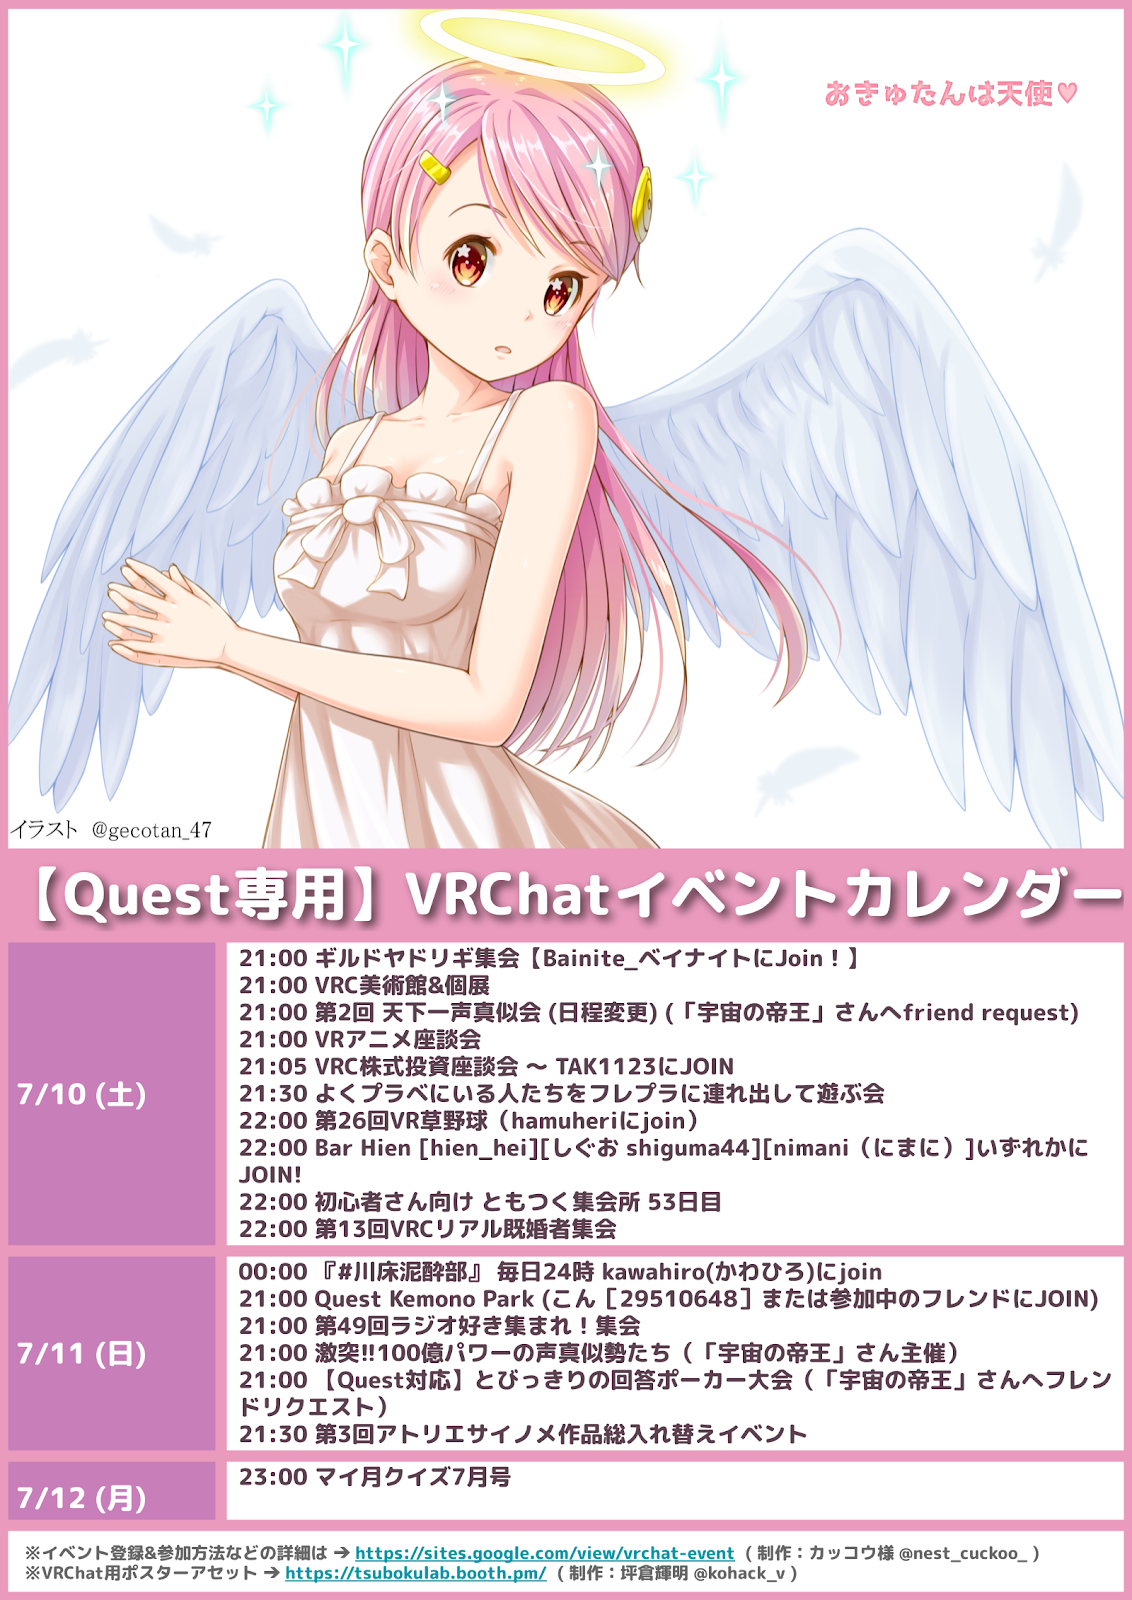 おきゅたんは天使♥
イラスト @gecotan_47
【Quest専用】VRChatイベントカレンダー
7/10 (土)
21:00 ギルドヤドリギ集会【Bainite_ベイナイトにJoin！】
21:00 VRC美術館&個展
21:00 第2回 天下一声真似会 (日程変更) (「宇宙の帝王」さんへfriend request)
21:00 VRアニメ座談会
21:05 VRC株式投資座談会 ～ TAK1123にJOIN
21:30 よくプラベにいる人たちをフレプラに連れ出して遊ぶ会
22:00 第26回VR草野球（hamuheriにjoin）
22:00 Bar Hien [hien_hei][しぐお shiguma44][nimani（にまに）]いずれかに
JOIN!
22:00 初心者さん向け ともつく集会所 53日目
22:00 第13回VRCリアル既婚者集会
7/11 (日)
00:00 『#川床泥酔部』 毎日24時 kawahiro(かわひろ)にjoin
21:00 Quest Kemono Park (こん［29510648］または参加中のフレンドにJOIN)
21:00 第49回ラジオ好き集まれ！集会
21:00 激突!!100億パワーの声真似勢たち（「宇宙の帝王」さん主催）
21:00 【Quest対応】とびっきりの回答ポーカー大会（「宇宙の帝王」さんへフレン
ドリクエスト）
21:30 第3回アトリエサイノメ作品総入れ替えイベント
7/12 (月)
23:00 マイ月クイズ7月号
※イベント登録&参加方法などの詳細は → https://sites.google.com/view/vrchat-event ( 制作：カッコウ様 @nest_cuckoo_ )
※VRChat用ポスターアセット → https://tsubokulab.booth.pm/ ( 制作：坪倉輝明 @kohack_v )